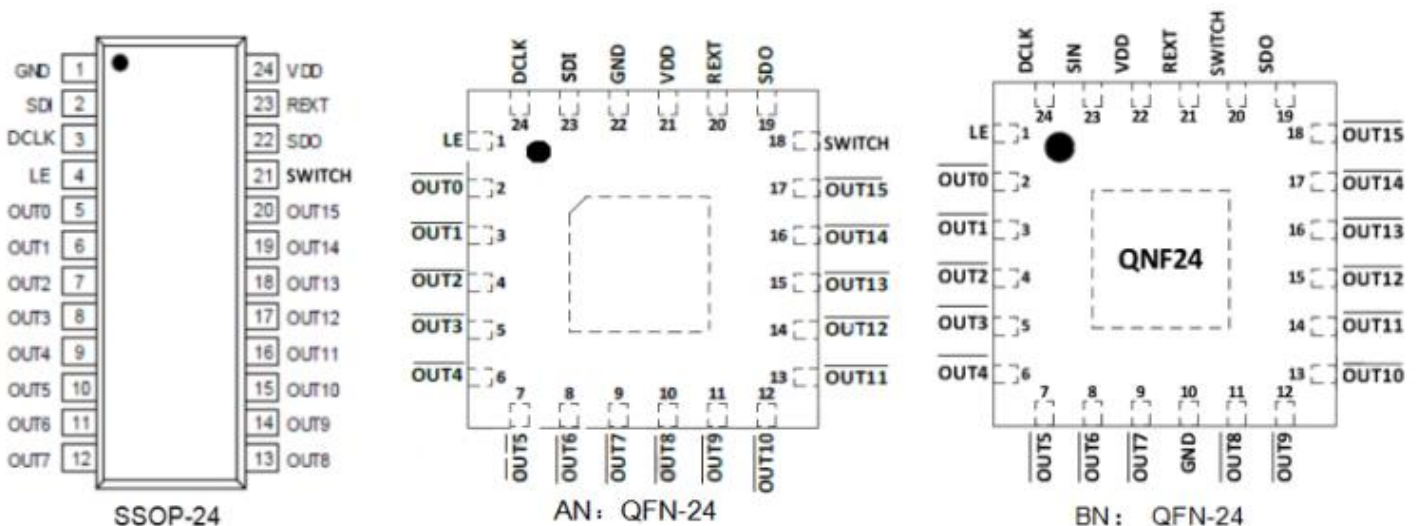 GND 1 24 VDD
SDI 2 23 REXT
DCLK 3 22 SDO
LE 4 21 SWITCH
OUT0 5 20 OUT15
OUT1 6 19 OUT14
OUT2 7 18 OUT13
OUT3 8 17 OUT12
OUT4 9 16 OUT11
OUT5 10 15 OUT10
OUT6 11 14 OUT9
OUT7 12 13 OUT8
SSOP-24
DCLK SDI GND VDD REXT SDO
24 23 22 21 20 19
LE 1 18 SWITCH
OUT0 2 17 OUT15
OUT1 3 16 OUT14
OUT2 4 15 OUT13
OUT3 5 14 OUT12
OUT4 6 13 OUT11
7 8 9 10 11 12
OUT5 OUT6 OUT7 OUT8 OUT9 OUT10
AN: QFN-24
DCLK SIN VDD REXT SWITCH SDO
24 23 22 21 20 19
LE 1 18 OUT15
OUT0 2 17 OUT14
OUT1 3 16 OUT13
QNF24
OUT2 4 15 OUT12
OUT3 5 14 OUT11
OUT4 6 13 OUT10
7 8 9 10 11 12
OUT5 OUT6 OUT7 GND OUT8 OUT9
BN: QFN-24